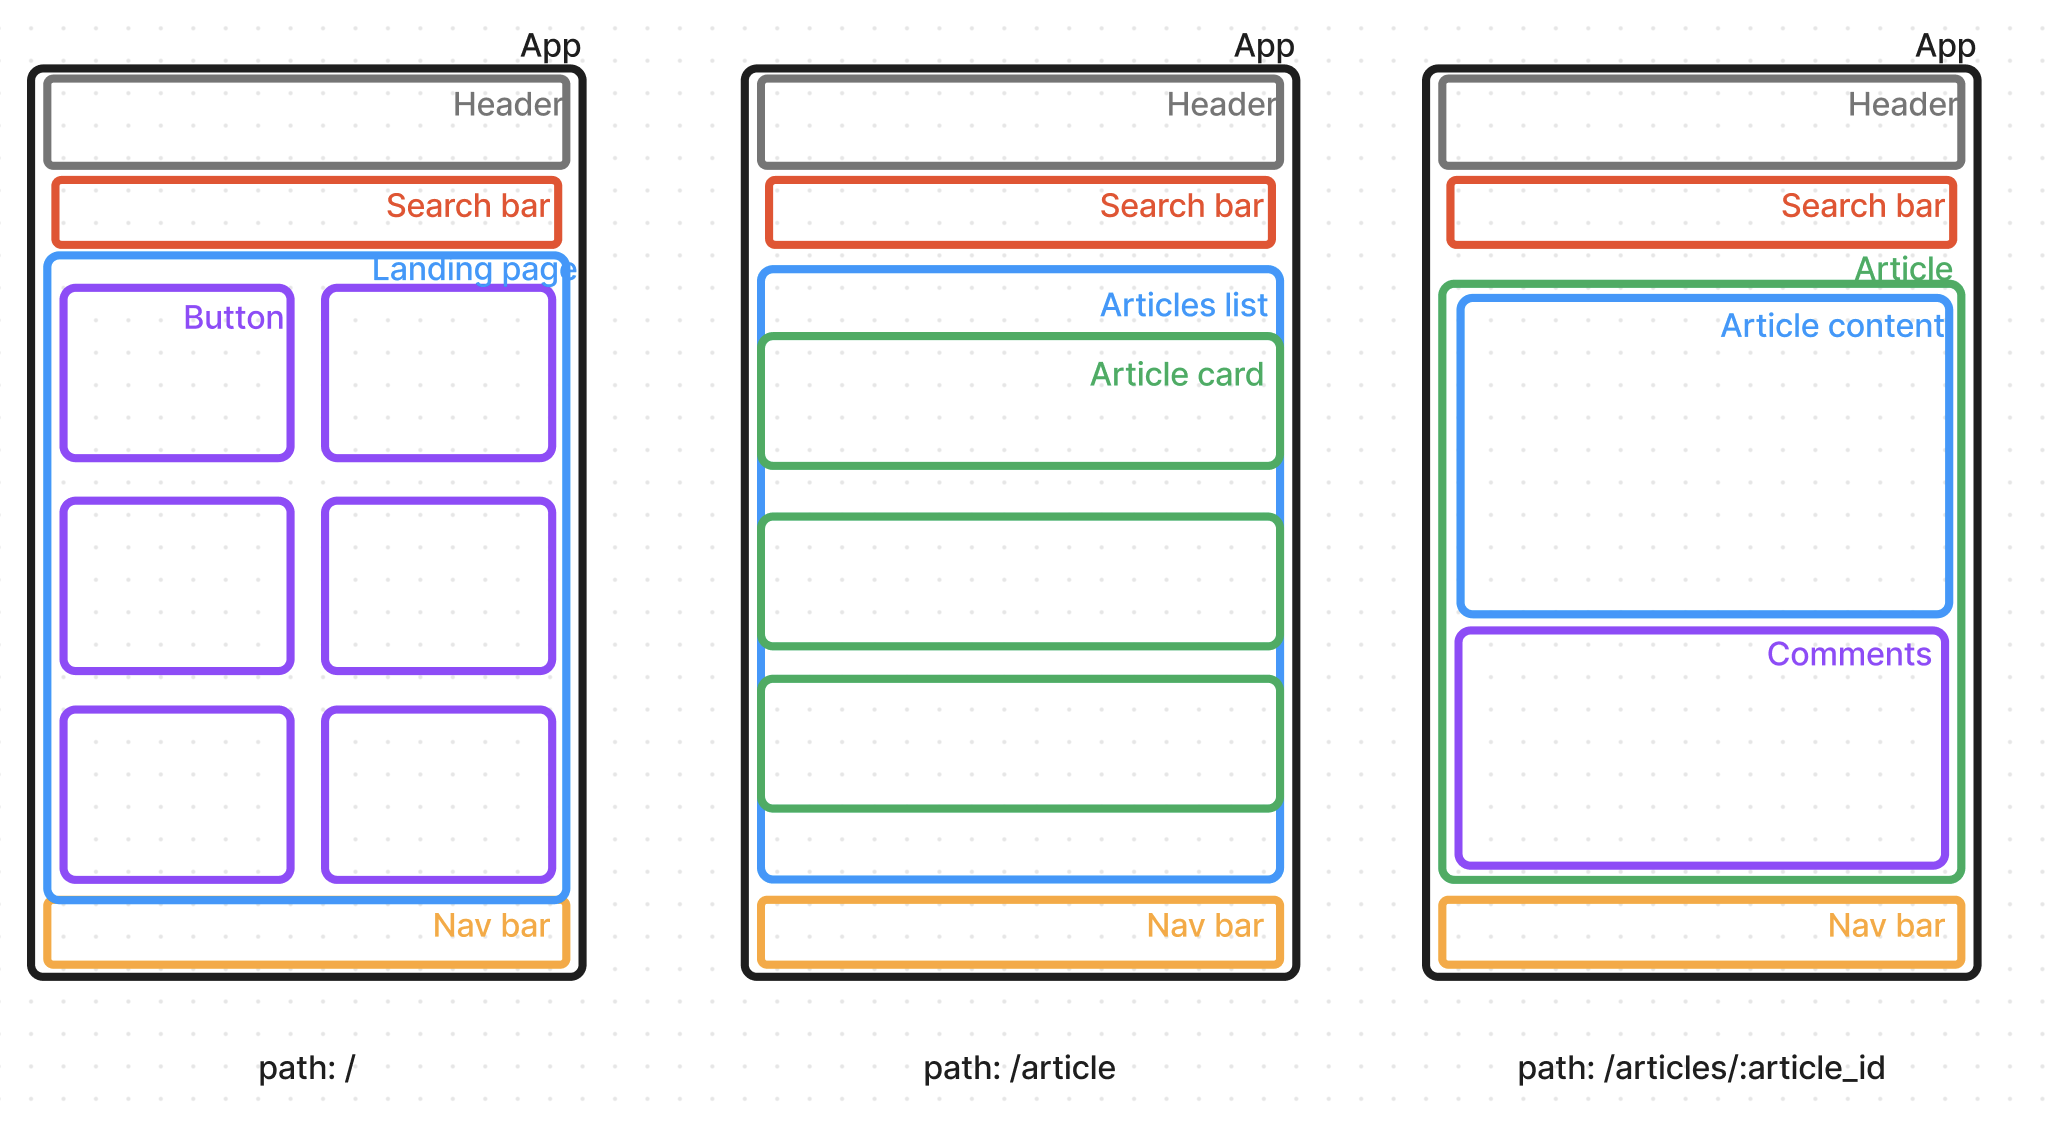 App
Header
Search bar
Landing page
Button
Nav bar
path: /
App
Header
Search bar
Articles list
Article card
Nav bar
path: /article
App
Header
Search bar
Article
Article content
Comments
Nav bar
path: /articles/:article_id